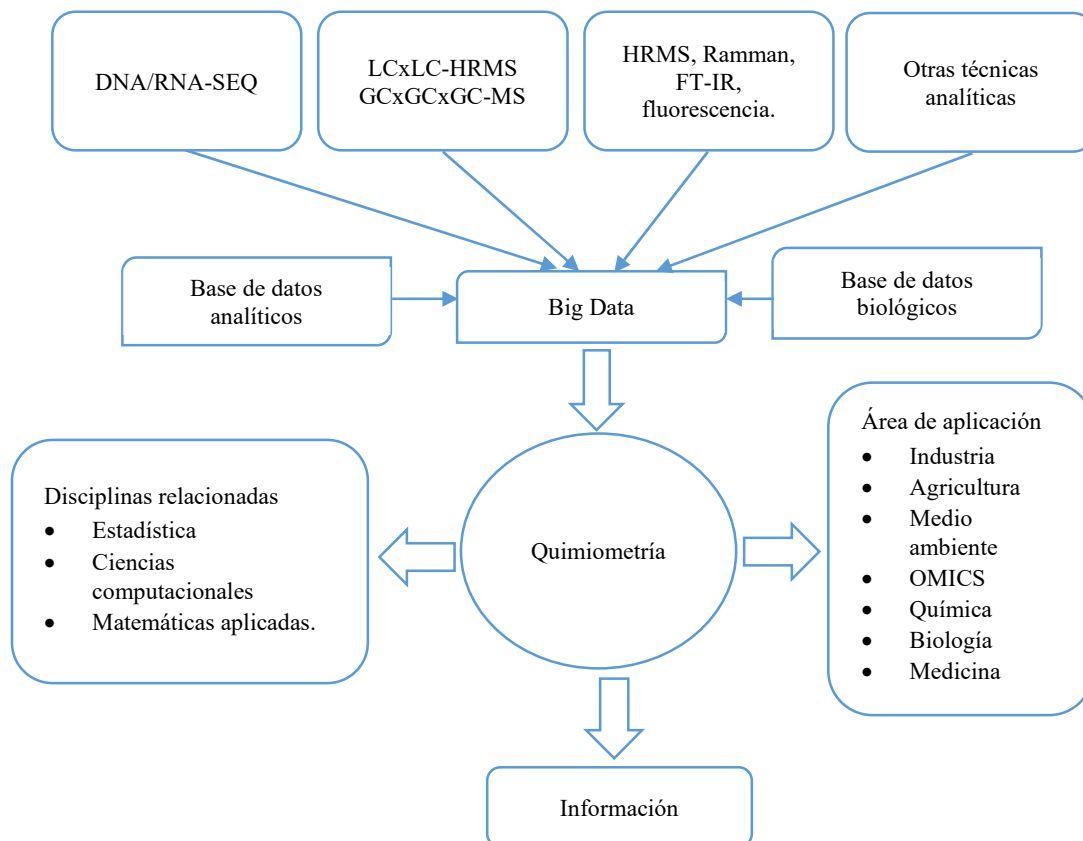 DNA/RNA-SEQ
LCxLC-HRMS
GCxGCxGC-MS
HRMS, Ramman,
FT-IR,
fluorescencia.
Otras técnicas
analíticas
Base de datos
analíticos
Big Data
Base de datos
biológicos
Disciplinas relacionadas
• Estadística
• Ciencias
computacionales
• Matemáticas aplicadas.
Quimiometría
Área de aplicación
• Industria
• Agricultura
• Medio
ambiente
• OMICS
• Química
• Biología
• Medicina
Información